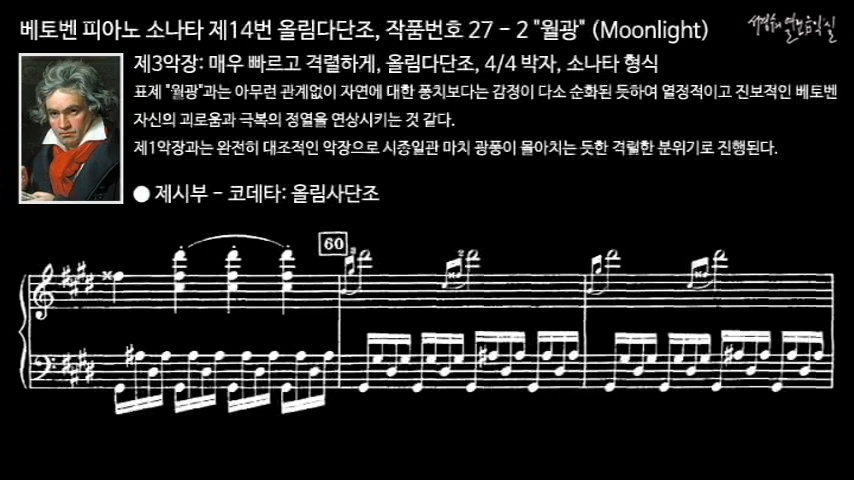 베토벤 피아노 소나타 제14번 올림다단조, 작품번호 27 - 2 "월광" (Moonlight)
서정해의 열린음악실
제3악장: 매우 빠르고 격렬하게, 올림다단조, 4/4 박자, 소나타 형식
표제 "월광"과는 아무런 관계없이 자연에 대한 풍치보다는 감정이 다소 순화된 듯하여 열정적이고 진보적인 베토벤
자신의 괴로움과 극복의 정열을 연상시키는 것 같다.
제1악장과는 완전히 대조적인 악장으로 시종일관 마치 광풍이 몰아치는 듯한 격렬한 분위기로 진행된다.
● 제시부 - 코데타: 올림사단조
60